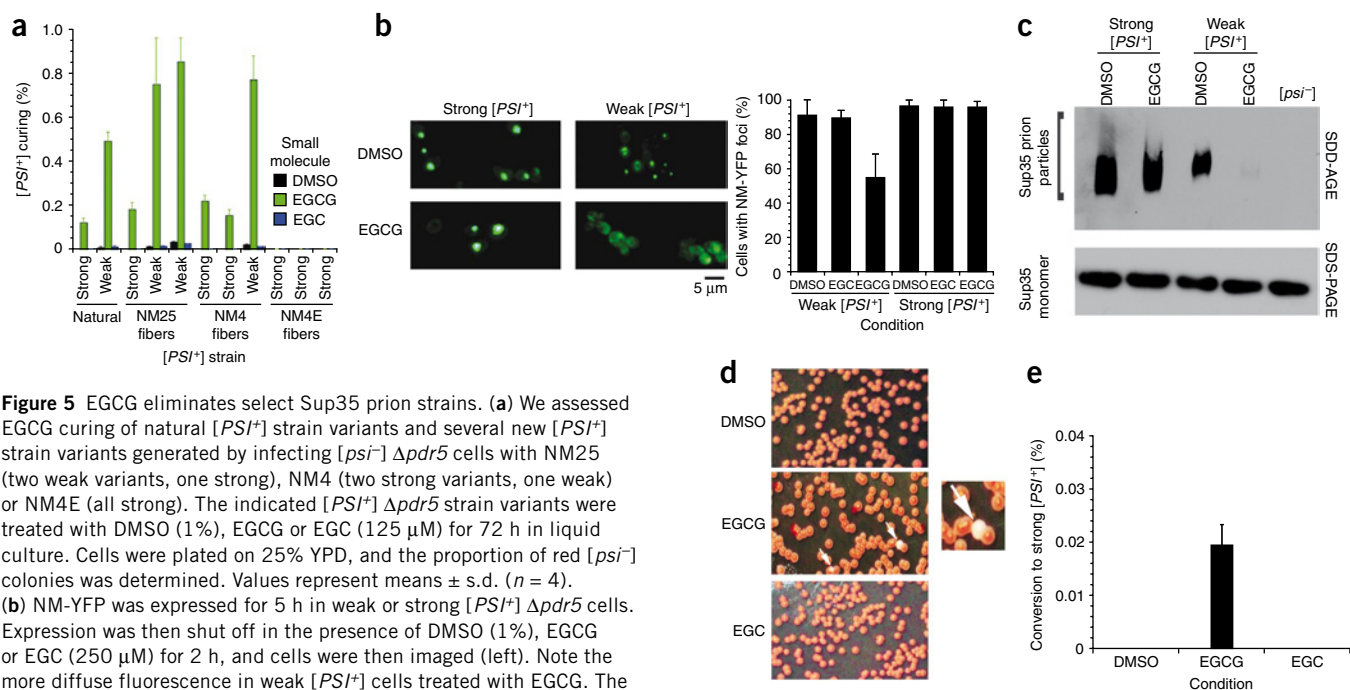 a
1.0
0.8
0.6
0.4
0.2
0
[PSI⁺] curing (%)
Small
molecule
DMSO
EGCG
EGC
Strong
Weak
Strong
Weak
Weak
Strong
Strong
Weak
Strong
Strong
Strong
Natural
NM25
fibers
NM4
fibers
NM4E
fibers
[PSI⁺] strain
b
Strong [PSI⁺]
Weak [PSI⁺]
DMSO
EGCG
5 μm
100
80
60
40
20
0
Cells with NM-YFP foci (%)
DMSO EGC EGCG DMSO EGC EGCG
Weak [PSI⁺] Strong [PSI⁺]
Condition
c
Strong
[PSI⁺]
Weak
[PSI⁺]
DMSO
EGCG
DMSO
EGCG
[psi⁻]
Sup35 prion
particles
SDD-AGE
Sup35
monomer
SDS-PAGE
d
DMSO
EGCG
EGC
e
0.04
0.03
0.02
0.01
0
Conversion to strong [PSI⁺] (%)
DMSO EGCG EGC
Condition
Figure 5 EGCG eliminates select Sup35 prion strains. (a) We assessed
EGCG curing of natural [PSI⁺] strain variants and several new [PSI⁺]
strain variants generated by infecting [psi⁻] Δpdr5 cells with NM25
(two weak variants, one strong), NM4 (two strong variants, one weak)
or NM4E (all strong). The indicated [PSI⁺] Δpdr5 strain variants were
treated with DMSO (1%), EGCG or EGC (125 μM) for 72 h in liquid
culture. Cells were plated on 25% YPD, and the proportion of red [psi⁻]
colonies was determined. Values represent means ± s.d. (n = 4).
(b) NM-YFP was expressed for 5 h in weak or strong [PSI⁺] Δpdr5 cells.
Expression was then shut off in the presence of DMSO (1%), EGCG
or EGC (250 μM) for 2 h, and cells were then imaged (left). Note the
more diffuse fluorescence in weak [PSI⁺] cells treated with EGCG. The